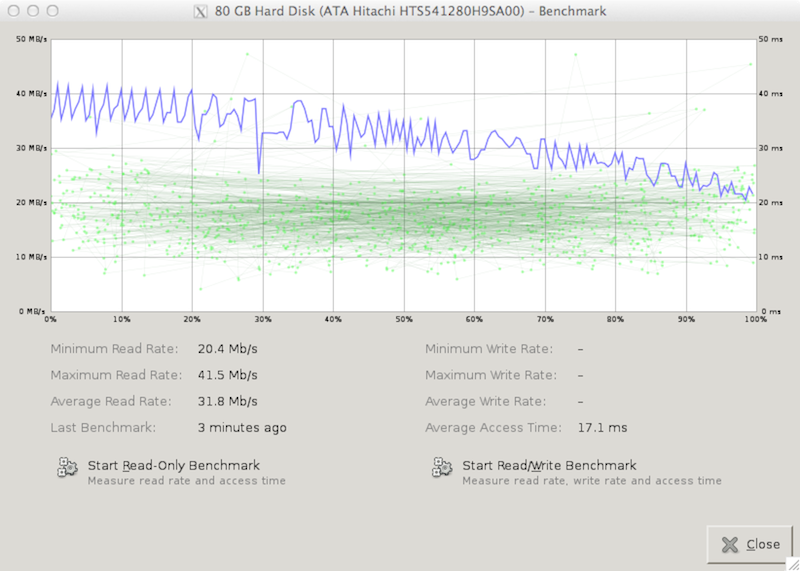 80 GB Hard Disk (ATA Hitachi HTS541280H9SA00) – Benchmark
50 MB/s
50 ms
40 MB/s
40 ms
30 MB/s
30 ms
20 MB/s
20 ms
10 MB/s
10 ms
0 MB/s
0 ms
0% 10% 20% 30% 40% 50% 60% 70% 80% 90% 100%
Minimum Read Rate: 20.4 Mb/s Minimum Write Rate: –
Maximum Read Rate: 41.5 Mb/s Maximum Write Rate: –
Average Read Rate: 31.8 Mb/s Average Write Rate: –
Last Benchmark: 3 minutes ago Average Access Time: 17.1 ms
Start Read-Only Benchmark Start Read/Write Benchmark
Measure read rate and access time Measure read rate, write rate and access time
Close